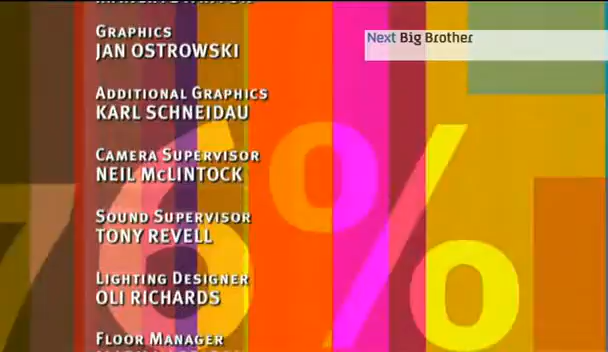 Next Big Brother
GRAPHICS
JAN OSTROWSKI
ADDITIONAL GRAPHICS
KARL SCHNEIDAU
CAMERA SUPERVISOR
NEIL MCLINTOCK
SOUND SUPERVISOR
TONY REVELL
LIGHTING DESIGNER
OLI RICHARDS
FLOOR MANAGER
76%